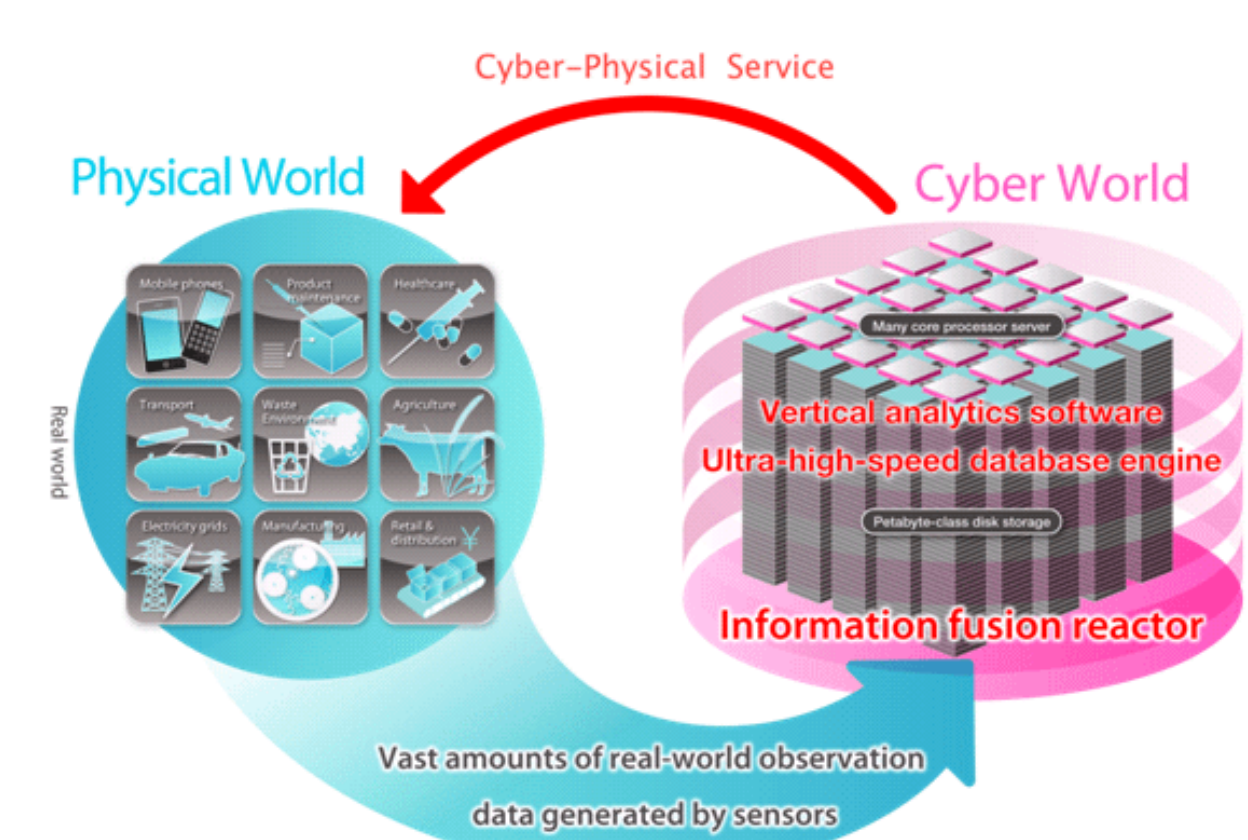 Cyber-Physical Service
Physical World
Cyber World
Real world
Mobile phones
Product
maintenance
Healthcare
Transport
Waste
Environment
Agriculture
Electricity grids
Manufacturing
Retail &
distribution
¥
Many core processor server
Vertical analytics software
Ultra-high-speed database engine
Petabyte-class disk storage
Information fusion reactor
Vast amounts of real-world observation
data generated by sensors